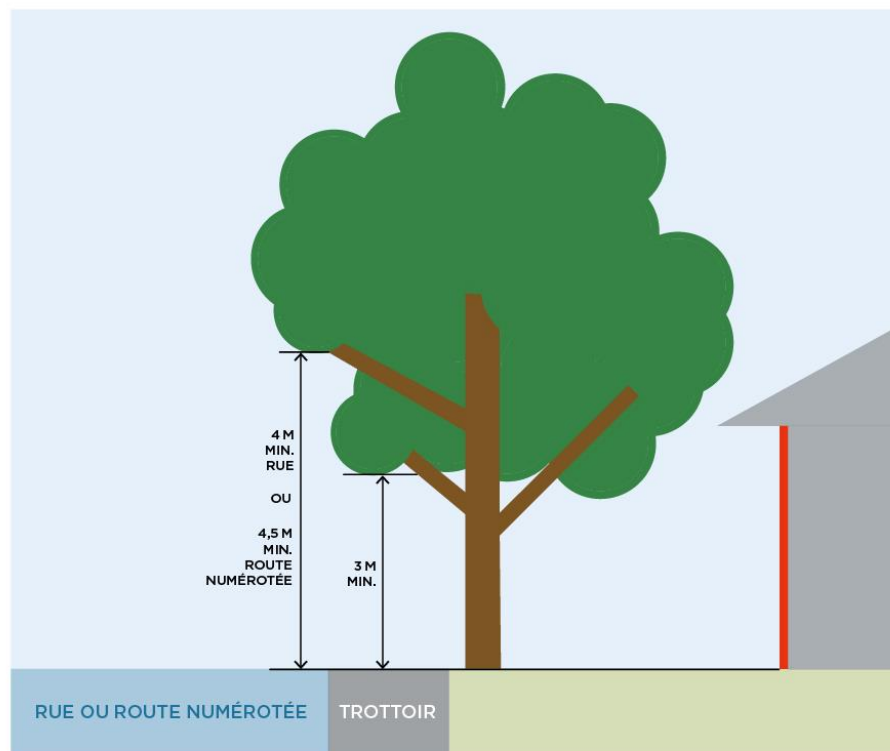 4 M
MIN.
RUE
OU
4,5 M
MIN.
ROUTE
NUMÉROTÉE
3 M
MIN.
RUE OU ROUTE NUMÉROTÉE
TROTTOIR